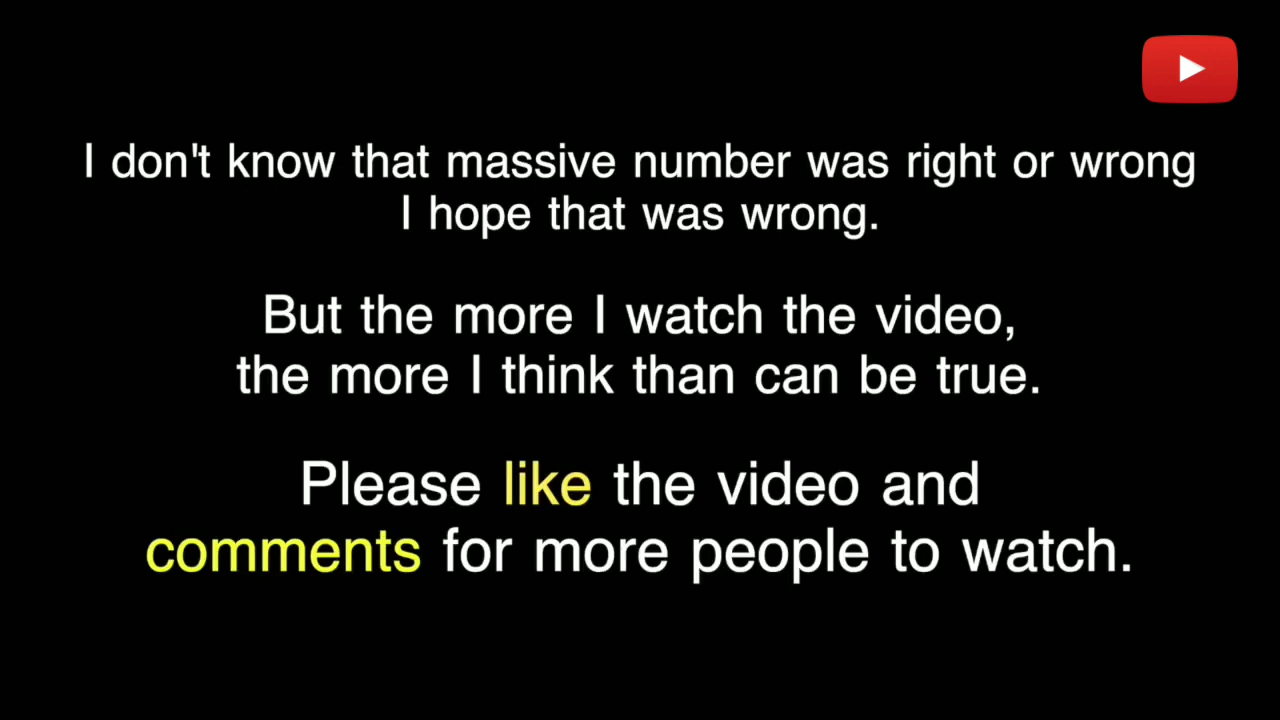 I don't know that massive number was right or wrong
I hope that was wrong.
But the more I watch the video,
the more I think than can be true.
Please like the video and
comments for more people to watch.